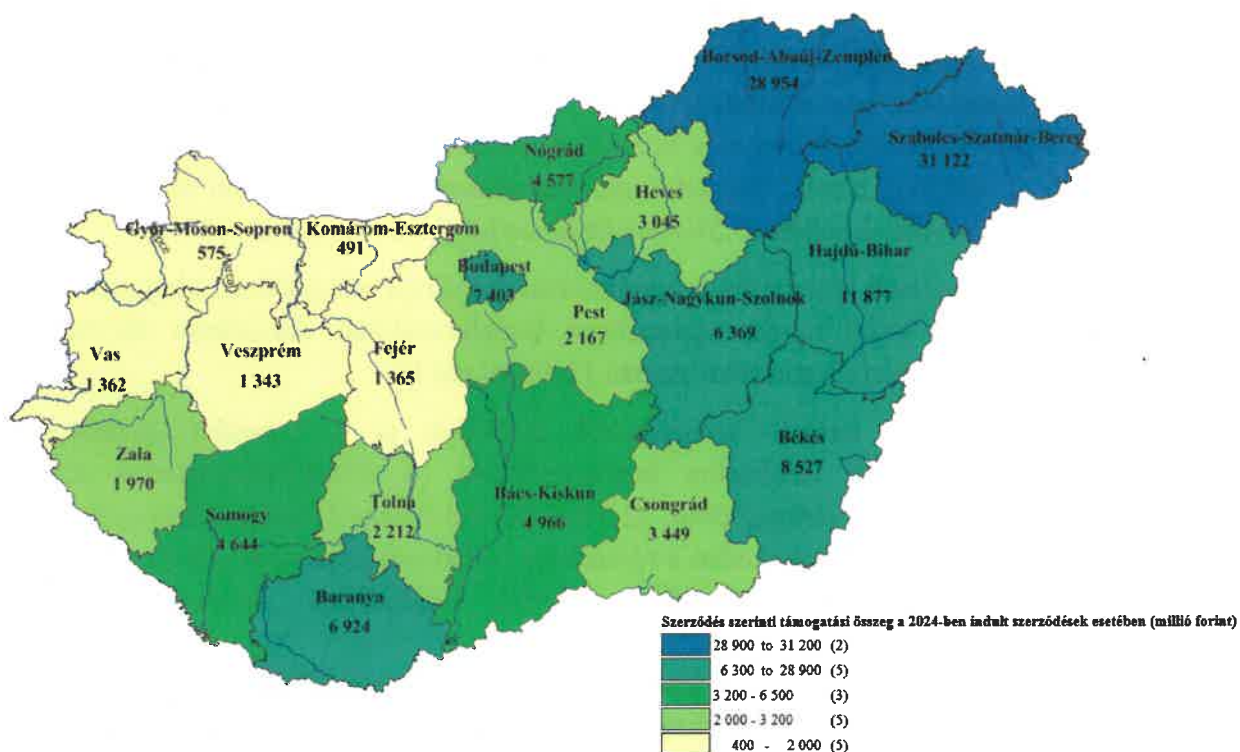 Borsod-Abaúj-Zemplén
28 954
Szabolcs-Szatmár-Bereg
31 122
Nógrád
4 577
Heves
3 045
Győr-Moson-Sopron
575
Komárom-Esztergom
491
Budapest
7 403
Hajdú-Bihar
11 877
Jász-Nagykun-Szolnok
6 369
Pest
2 167
Vas
1 362
Veszprém
1 343
Fejér
1 365
Zala
1 970
Somogy
4 644
Tolna
2 212
Bács-Kiskun
4 966
Csongrád
3 449
Békés
8 527
Baranya
6 924
Szerződés szerinti támogatási összeg a 2024-ben indult szerződések esetében (millió forint)
28 900 to 31 200 (2)
6 300 to 28 900 (5)
3 200 - 6 500 (3)
2 000 - 3 200 (5)
400 - 2 000 (5)